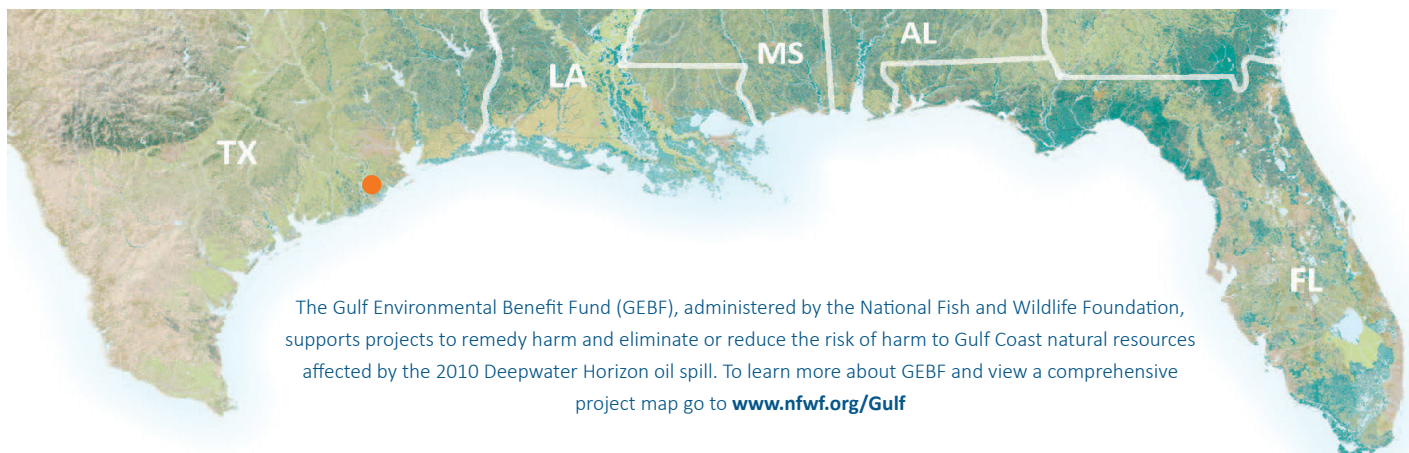 AL
MS
LA
TX
FL
The Gulf Environmental Benefit Fund (GEBF), administered by the National Fish and Wildlife Foundation,
supports projects to remedy harm and eliminate or reduce the risk of harm to Gulf Coast natural resources
affected by the 2010 Deepwater Horizon oil spill. To learn more about GEBF and view a comprehensive
project map go to www.nfwf.org/Gulf